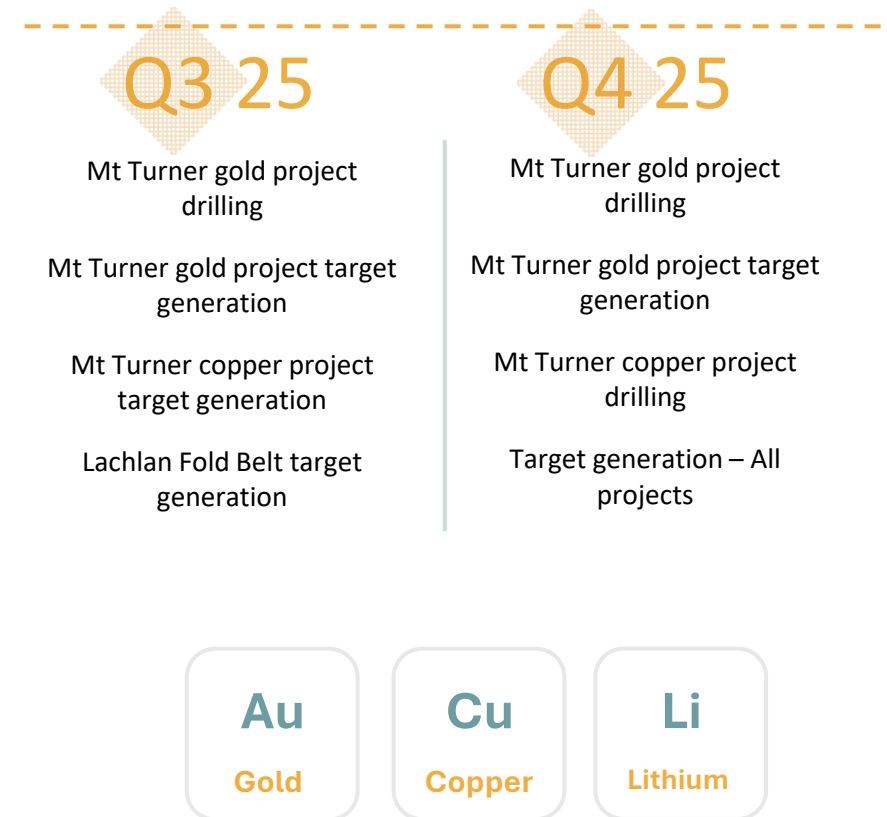 Q3 25
Mt Turner gold project
drilling
Mt Turner gold project target
generation
Mt Turner copper project
target generation
Lachlan Fold Belt target
generation
Q4 25
Mt Turner gold project
drilling
Mt Turner gold project target
generation
Mt Turner copper project
drilling
Target generation – All
projects
Au
Gold
Cu
Copper
Li
Lithium